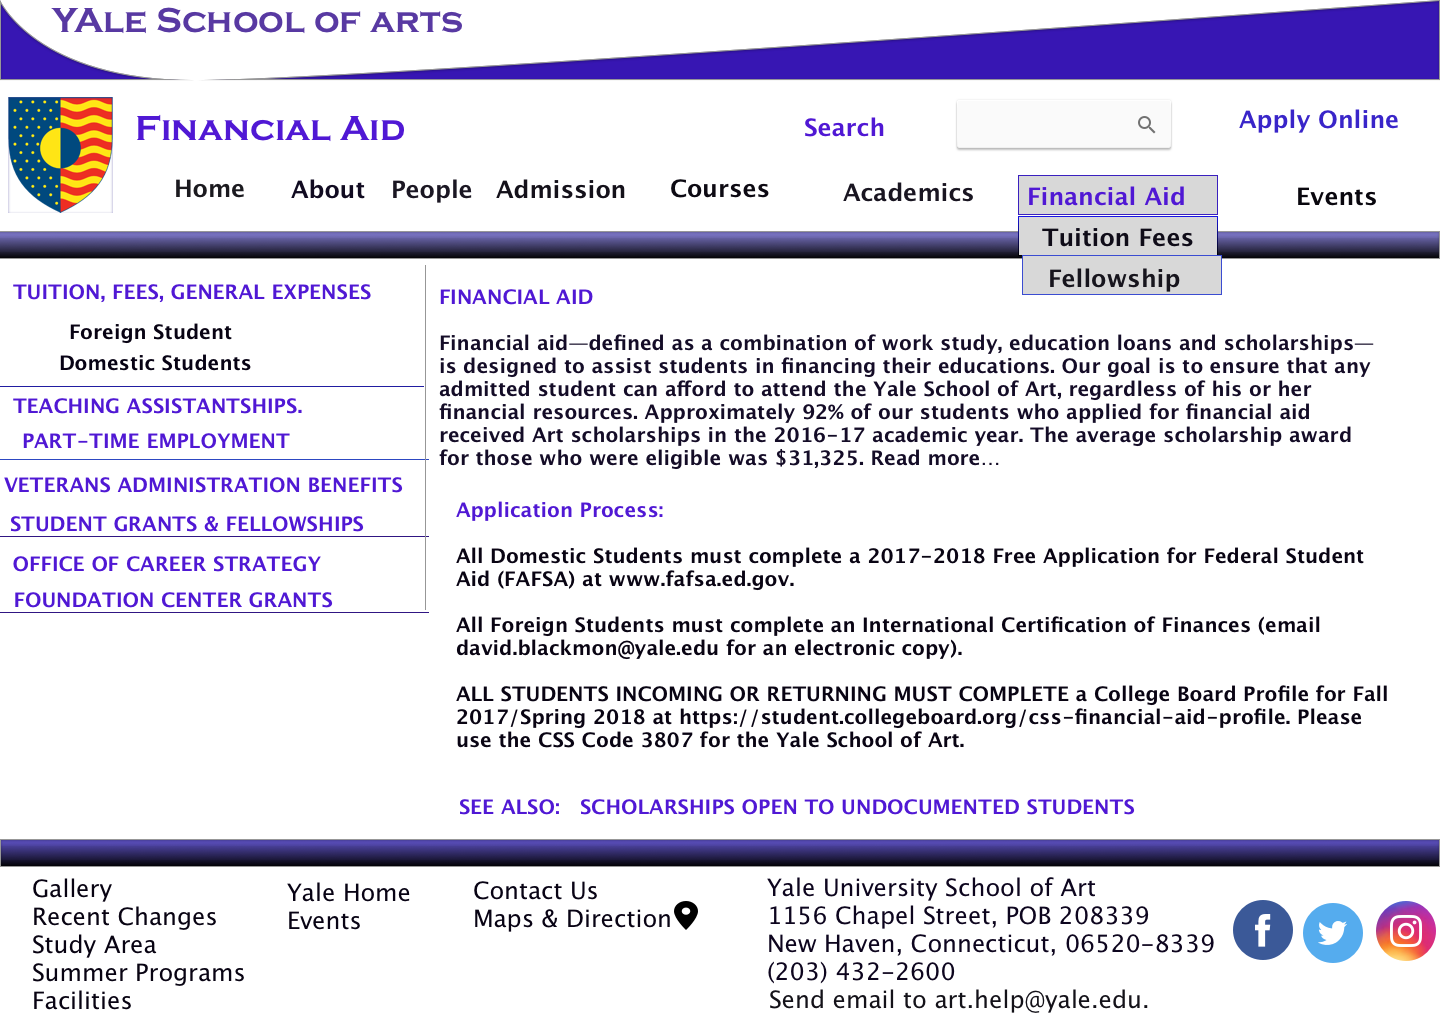 YALE SCHOOL OF ARTS
FINANCIAL AID
Search
Apply Online
Home About People Admission Courses Academics Financial Aid Events
Tuition Fees
Fellowship
TUITION, FEES, GENERAL EXPENSES
Foreign Student
Domestic Students
TEACHING ASSISTANTSHIPS.
PART-TIME EMPLOYMENT
VETERANS ADMINISTRATION BENEFITS
STUDENT GRANTS & FELLOWSHIPS
OFFICE OF CAREER STRATEGY
FOUNDATION CENTER GRANTS
FINANCIAL AID
Financial aid—defined as a combination of work study, education loans and scholarships—
is designed to assist students in financing their educations. Our goal is to ensure that any
admitted student can afford to attend the Yale School of Art, regardless of his or her
financial resources. Approximately 92% of our students who applied for financial aid
received Art scholarships in the 2016-17 academic year. The average scholarship award
for those who were eligible was $31,325. Read more…
Application Process:
All Domestic Students must complete a 2017-2018 Free Application for Federal Student
Aid (FAFSA) at www.fafsa.ed.gov.
All Foreign Students must complete an International Certification of Finances (email
david.blackmon@yale.edu for an electronic copy).
ALL STUDENTS INCOMING OR RETURNING MUST COMPLETE a College Board Profile for Fall
2017/Spring 2018 at https://student.collegeboard.org/css-financial-aid-profile. Please
use the CSS Code 3807 for the Yale School of Art.
SEE ALSO: SCHOLARSHIPS OPEN TO UNDOCUMENTED STUDENTS
Gallery
Recent Changes
Study Area
Summer Programs
Facilities
Yale Home
Events
Contact Us
Maps & Direction
Yale University School of Art
1156 Chapel Street, POB 208339
New Haven, Connecticut, 06520-8339
(203) 432-2600
Send email to art.help@yale.edu.